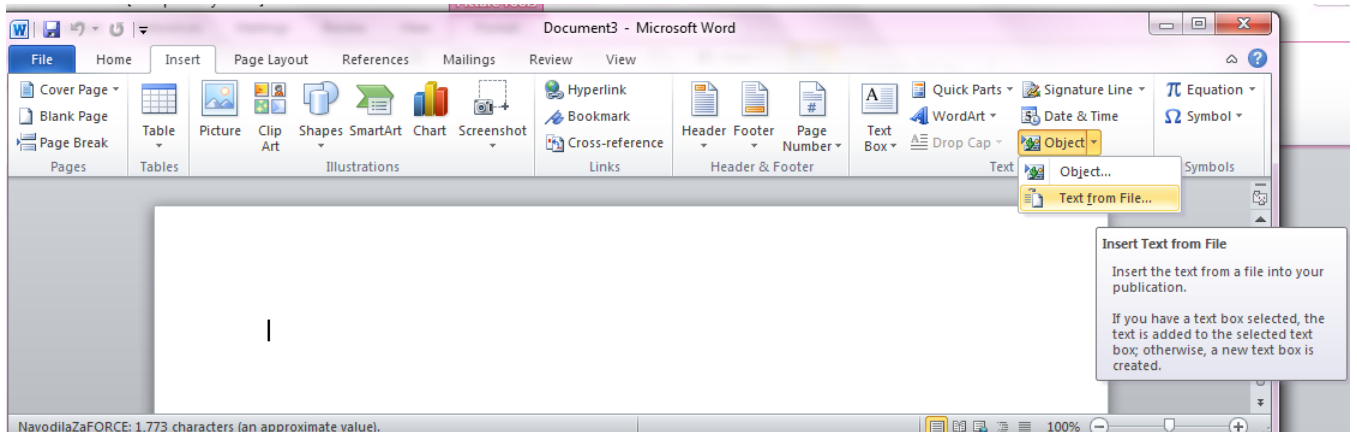 Document3 - Microsoft Word
File Home Insert Page Layout References Mailings Review View
Cover Page
Blank Page
Page Break
Pages
Table
Tables
Picture Clip Art Shapes SmartArt Chart Screenshot
Illustrations
Hyperlink
Bookmark
Cross-reference
Links
Header Footer Page Number
Header & Footer
Text Box
Quick Parts
WordArt
Drop Cap
Signature Line
Date & Time
Object
Text
Equation
Symbol
Symbols
Object...
Text from File...
Insert Text from File
Insert the text from a file into your
publication.
If you have a text box selected, the
text is added to the selected text
box; otherwise, a new text box is
created.
NavodilaZaFORCE: 1.773 characters (an approximate value).
100%